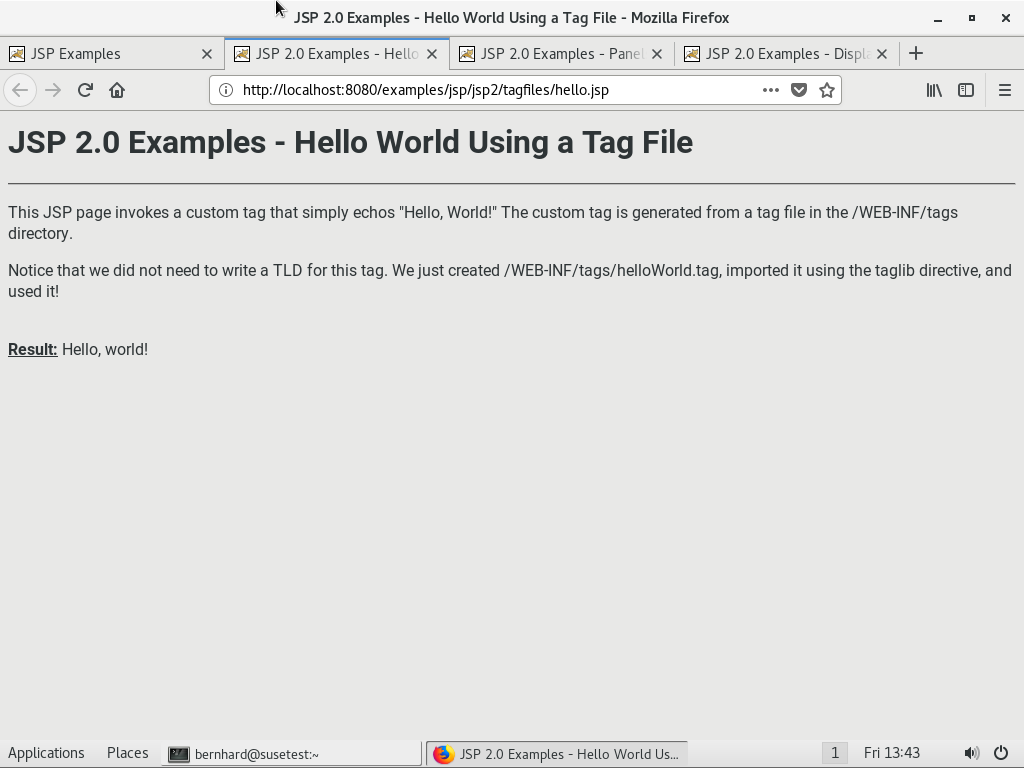 JSP 2.0 Examples - Hello World Using a Tag File - Mozilla Firefox
JSP Examples
JSP 2.0 Examples - Hello
JSP 2.0 Examples - Panel
JSP 2.0 Examples - Displa
http://localhost:8080/examples/jsp/jsp2/tagfiles/hello.jsp
JSP 2.0 Examples - Hello World Using a Tag File
This JSP page invokes a custom tag that simply echos "Hello, World!" The custom tag is generated from a tag file in the /WEB-INF/tags
directory.
Notice that we did not need to write a TLD for this tag. We just created /WEB-INF/tags/helloWorld.tag, imported it using the taglib directive, and
used it!
Result: Hello, world!
Applications Places bernhard@susetest:~ JSP 2.0 Examples - Hello World Us... 1 Fri 13:43